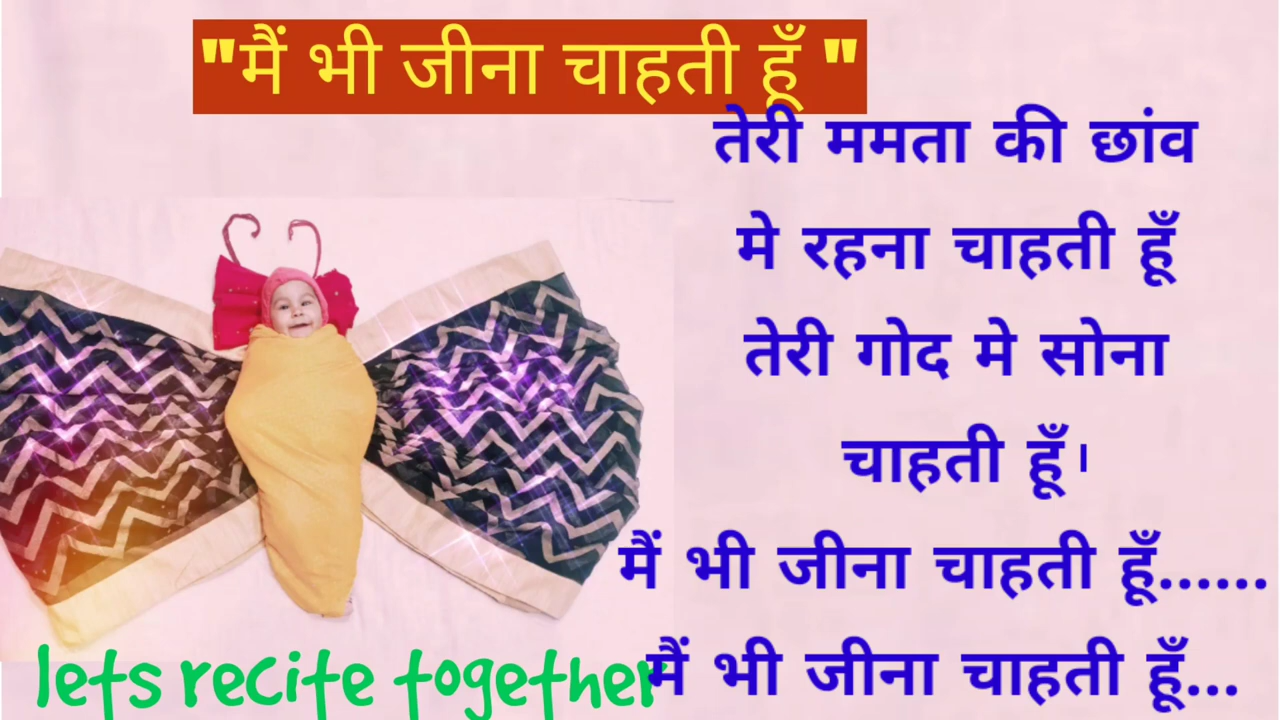 "मैं भी जीना चाहती हूँ "
तेरी ममता की छांव
मे रहना चाहती हूँ
तेरी गोद मे सोना
चाहती हूँ।
मैं भी जीना चाहती हूँ......
मैं भी जीना चाहती हूँ...
lets recite together